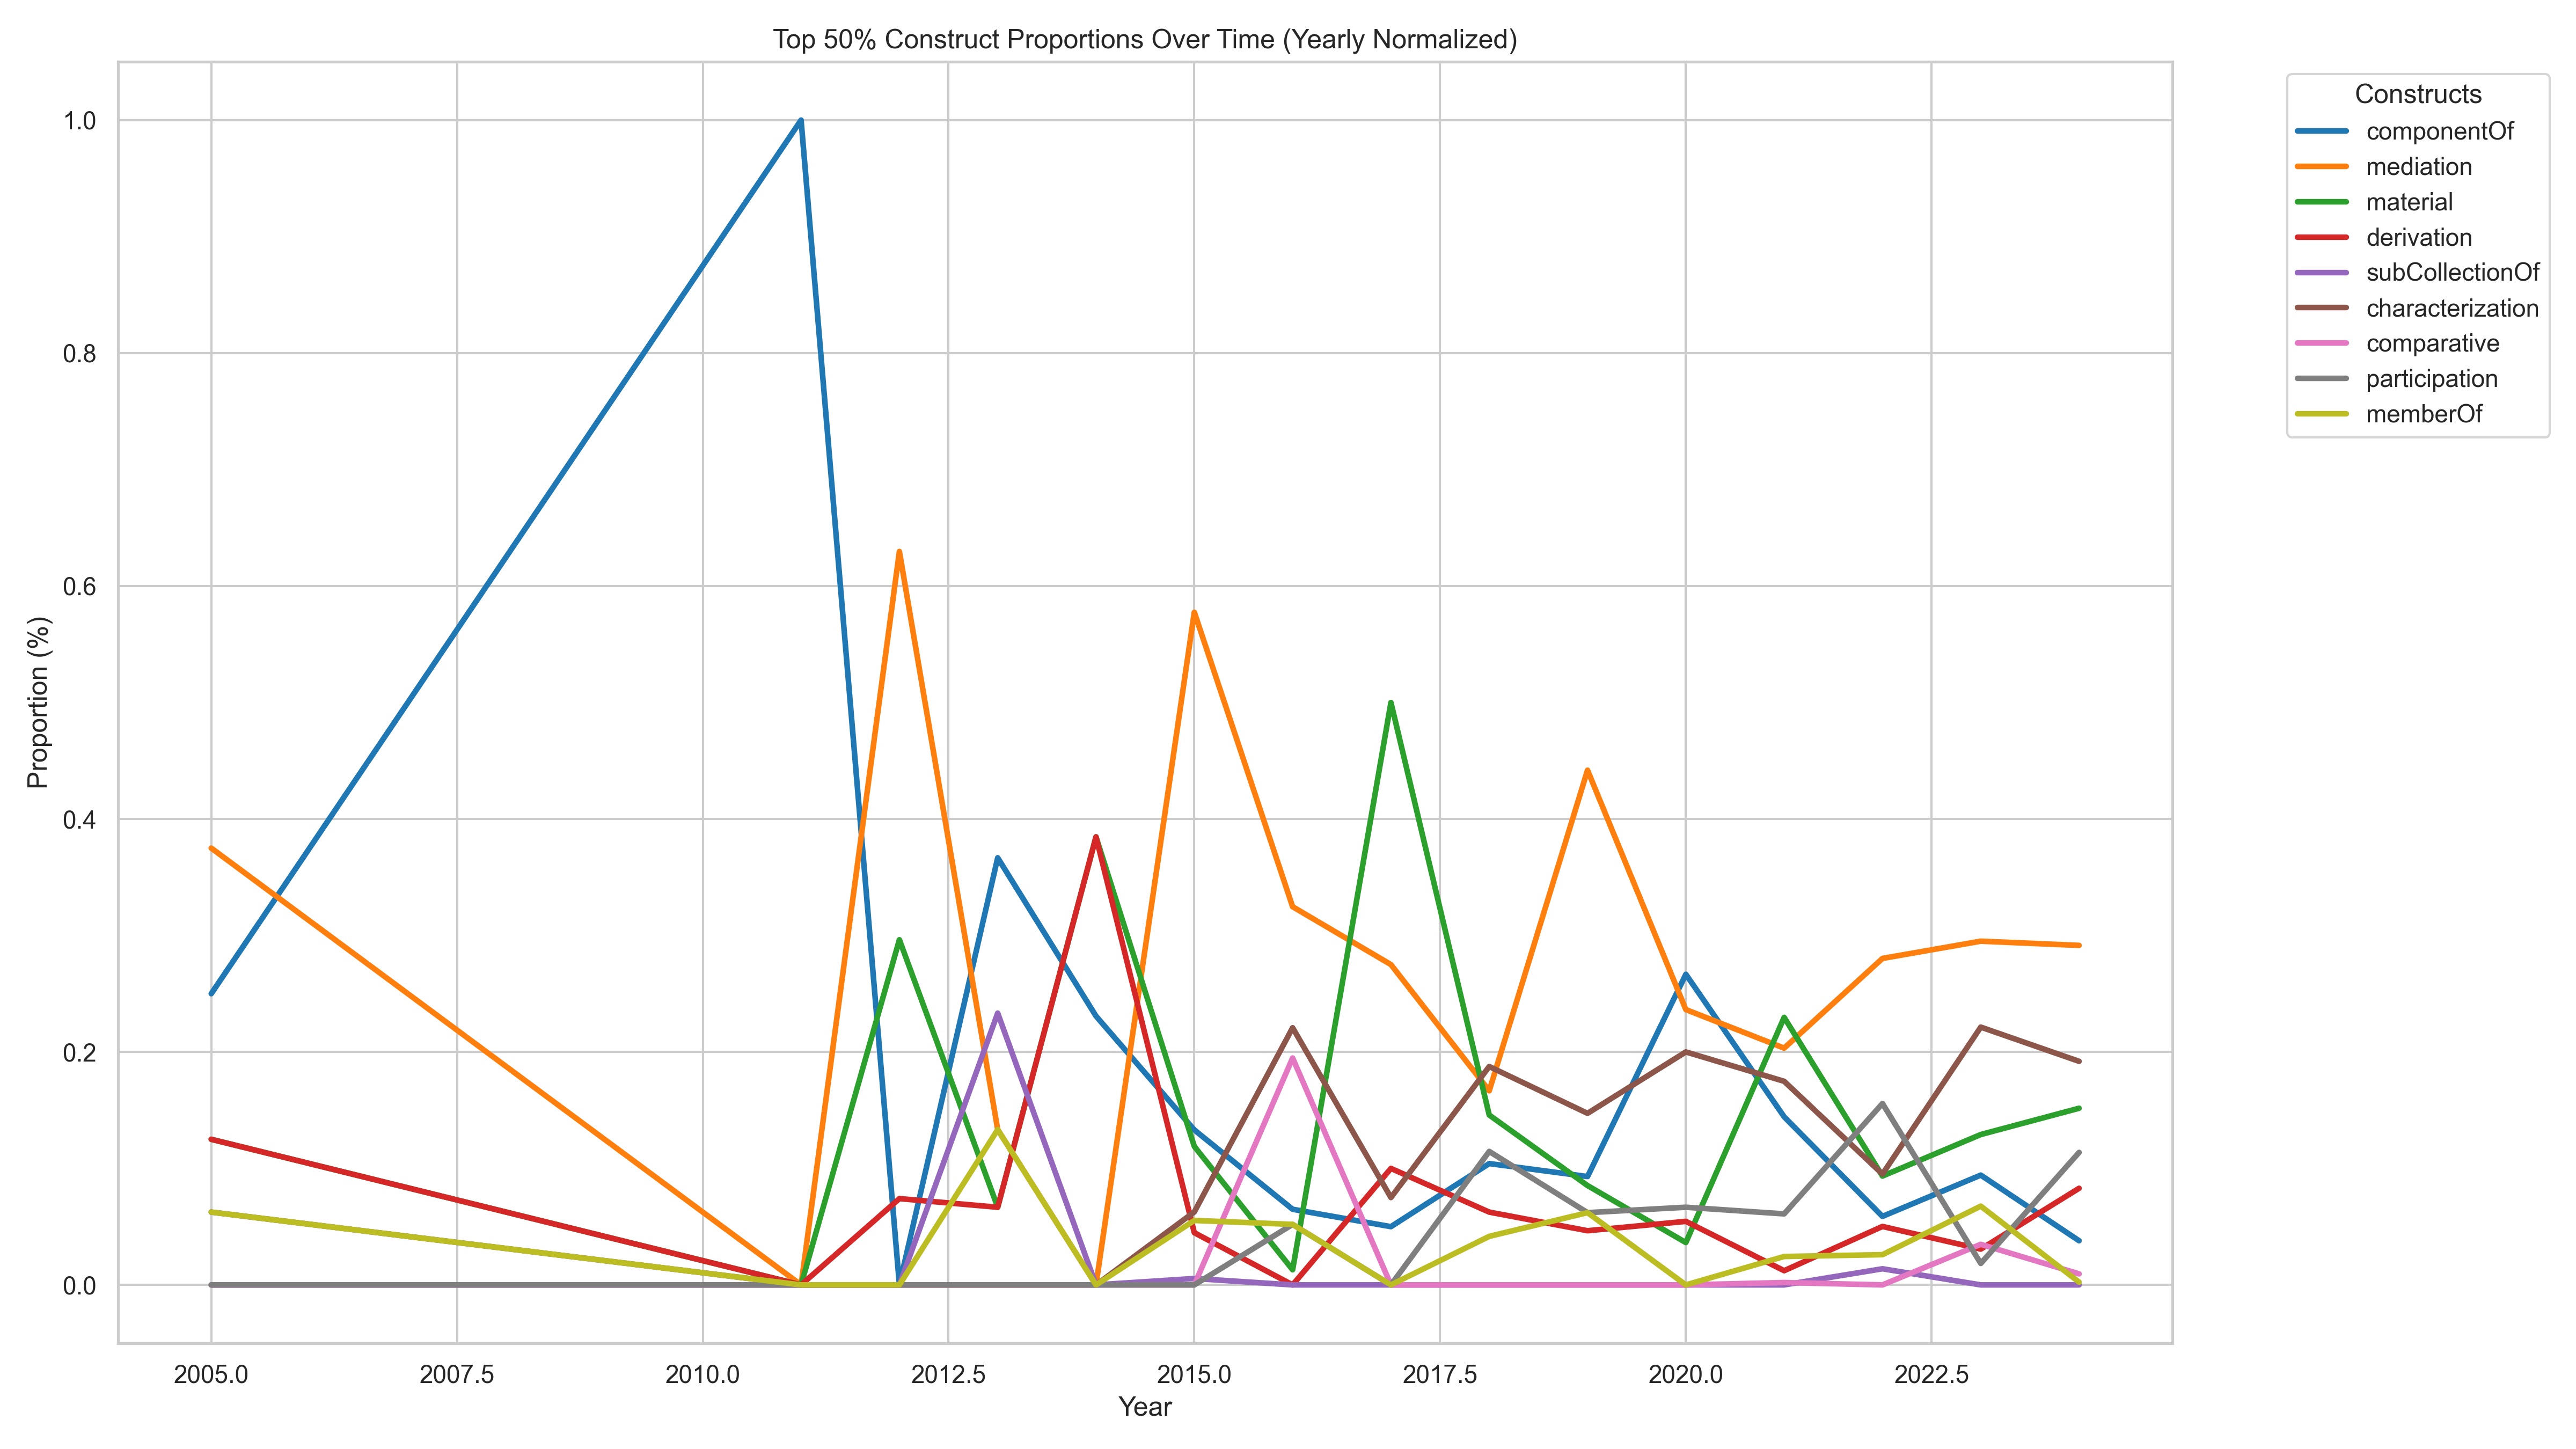 Top 50% Construct Proportions Over Time (Yearly Normalized)
Constructs
componentOf
mediation
material
derivation
subCollectionOf
characterization
comparative
participation
memberOf
Proportion (%)
1.0
0.8
0.6
0.4
0.2
0.0
2005.0 2007.5 2010.0 2012.5 2015.0 2017.5 2020.0 2022.5
Year